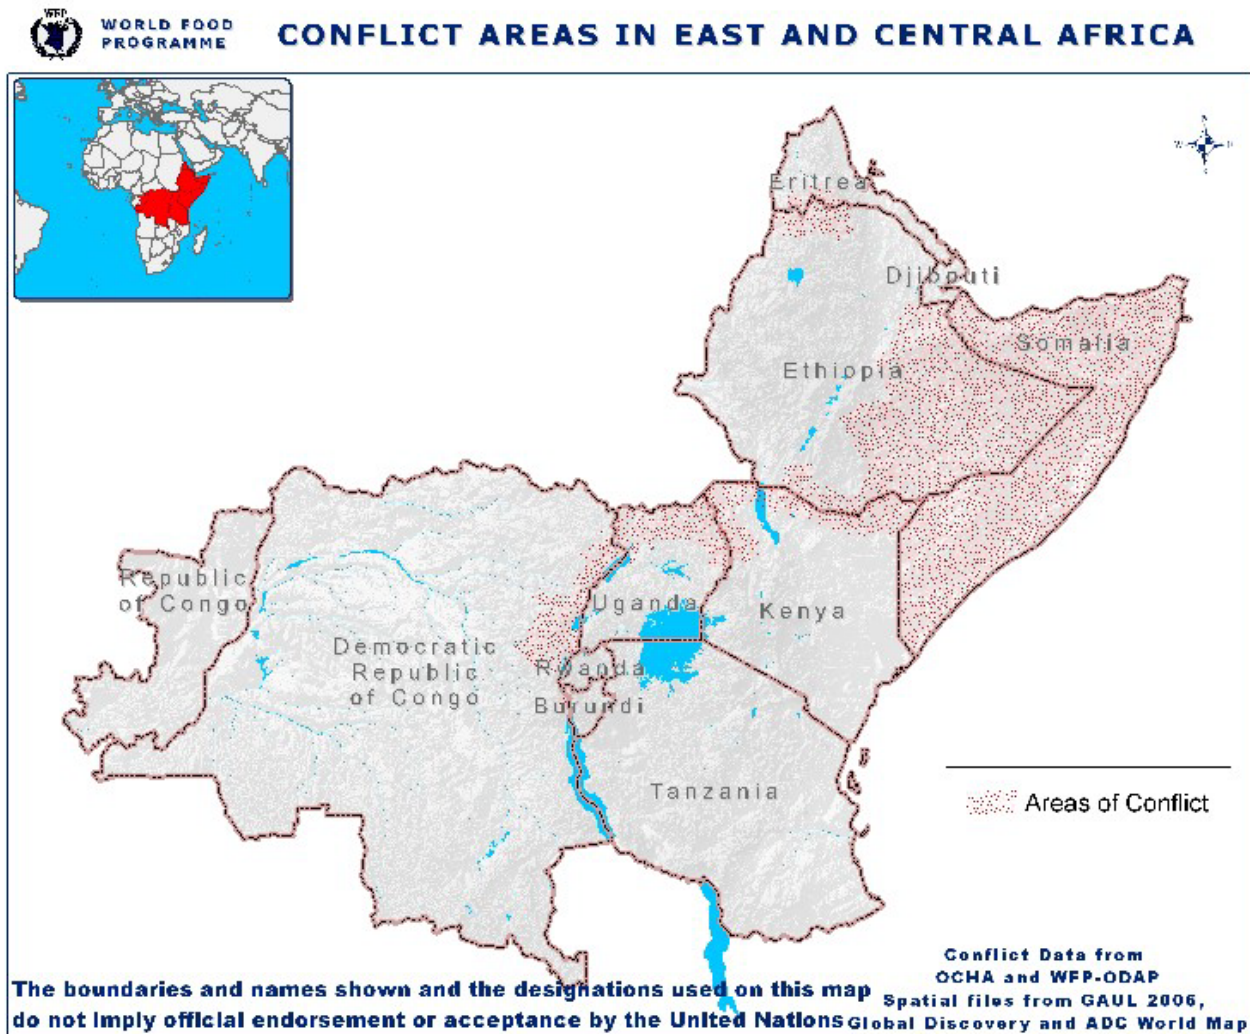 WFP
WORLD FOOD
PROGRAMME
CONFLICT AREAS IN EAST AND CENTRAL AFRICA
N
W
Eritrea
Djibouti
Somalia
Ethiopia
Republic
of Congo
Uganda
Kenya
Democratic
Republic
of Congo
Rwanda
Burundi
Tanzania
Areas of Conflict
The boundaries and names shown and the designations used on this map
do not imply official endorsement or acceptance by the United Nations
Conflict Data from
OCHA and WFP-ODAP
Spatial files from GAUL 2006,
Global Discovery and ADC World Map